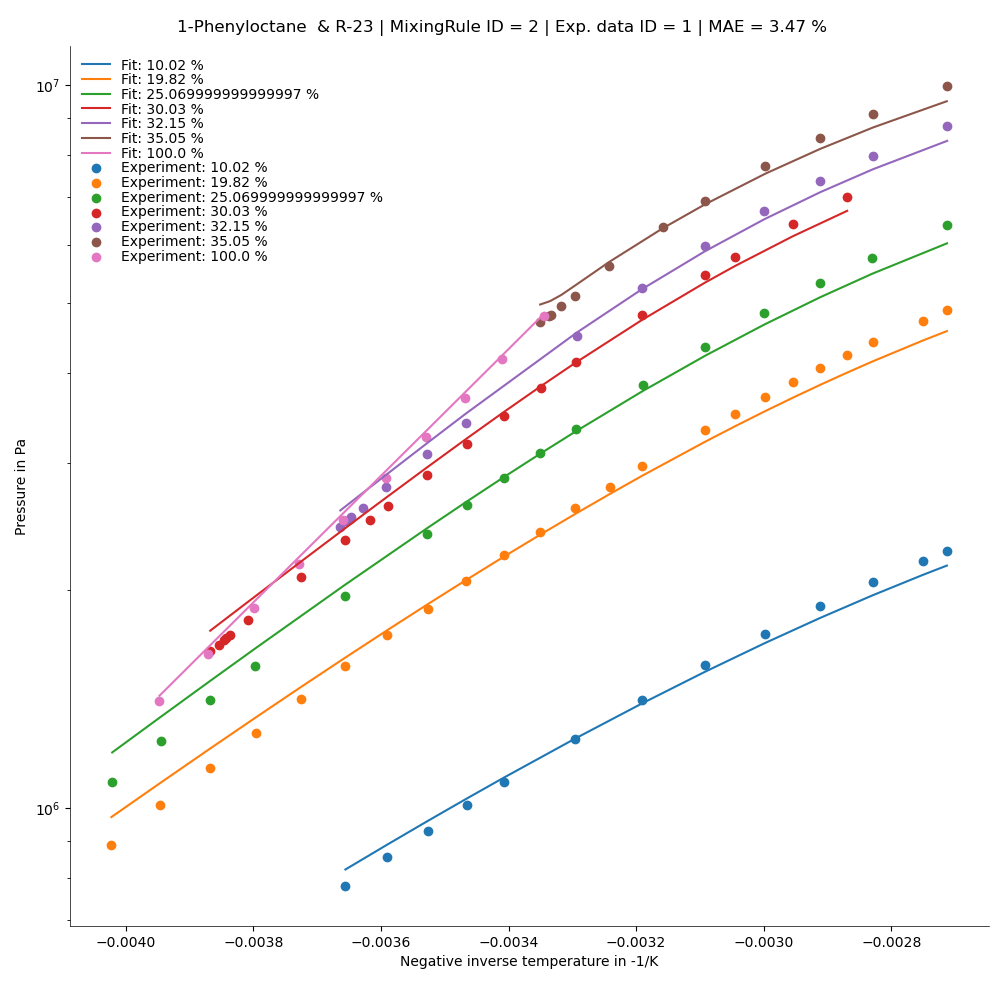 1-Phenyloctane  & R-23 | MixingRule ID = 2 | Exp. data ID = 1 | MAE = 3.47 %
Fit: 10.02 %
Fit: 19.82 %
Fit: 25.069999999999997 %
Fit: 30.03 %
Fit: 32.15 %
Fit: 35.05 %
Fit: 100.0 %
Experiment: 10.02 %
Experiment: 19.82 %
Experiment: 25.069999999999997 %
Experiment: 30.03 %
Experiment: 32.15 %
Experiment: 35.05 %
Experiment: 100.0 %
10⁷
10⁶
Pressure in Pa
−0.0040 −0.0038 −0.0036 −0.0034 −0.0032 −0.0030 −0.0028
Negative inverse temperature in -1/K